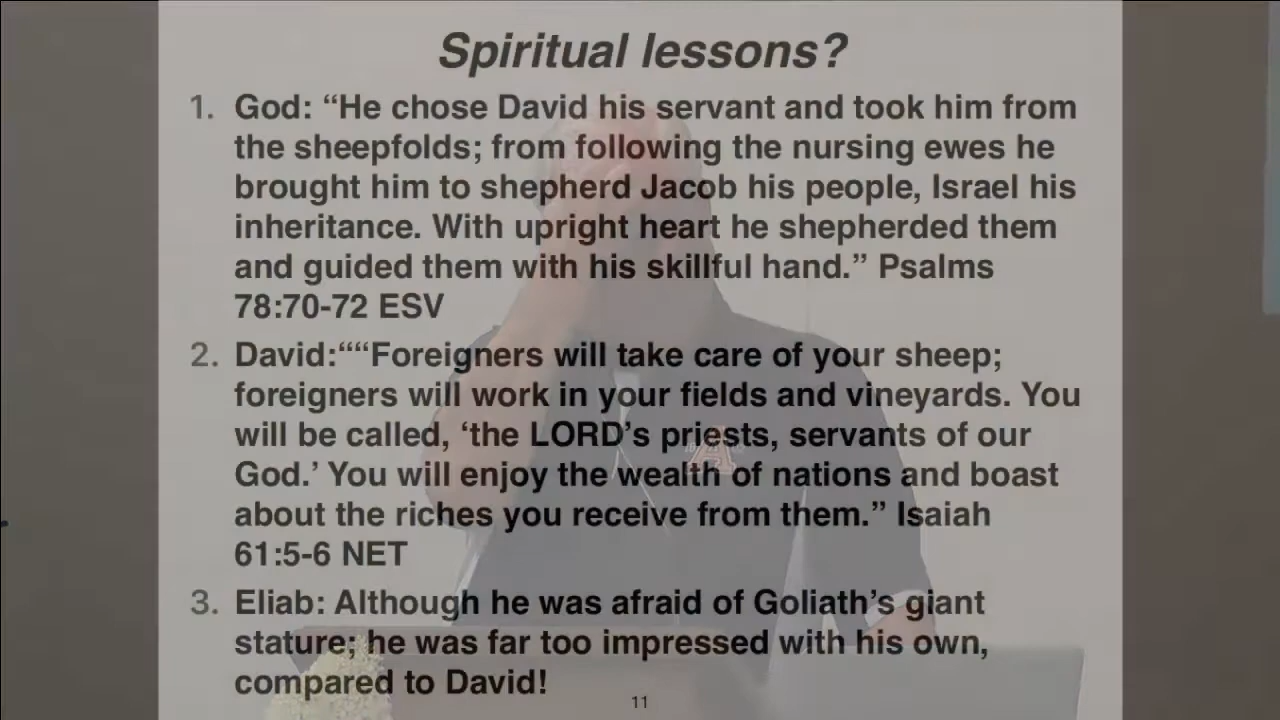 Spiritual lessons?
1. God: “He chose David his servant and took him from
the sheepfolds; from following the nursing ewes he
brought him to shepherd Jacob his people, Israel his
inheritance. With upright heart he shepherded them
and guided them with his skillful hand.” Psalms
78:70-72 ESV
2. David:““Foreigners will take care of your sheep;
foreigners will work in your fields and vineyards. You
will be called, ‘the LORD’s priests, servants of our
God.’ You will enjoy the wealth of nations and boast
about the riches you receive from them.” Isaiah
61:5-6 NET
3. Eliab: Although he was afraid of Goliath’s giant
stature; he was far too impressed with his own,
compared to David!
11